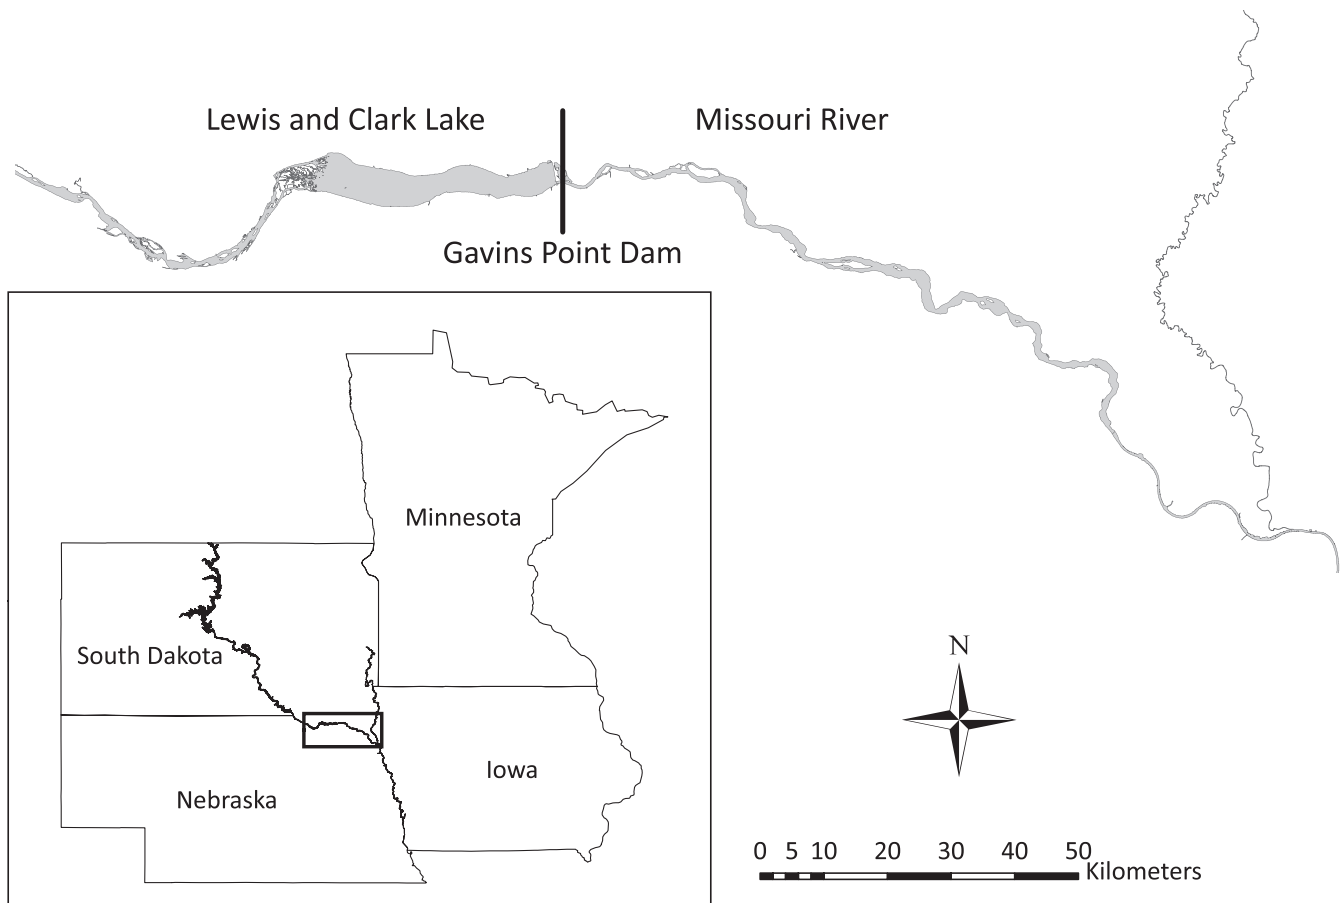 Lewis and Clark Lake
Missouri River
Gavins Point Dam
Minnesota
South Dakota
Iowa
Nebraska
N
0 5 10 20 30 40 50
Kilometers